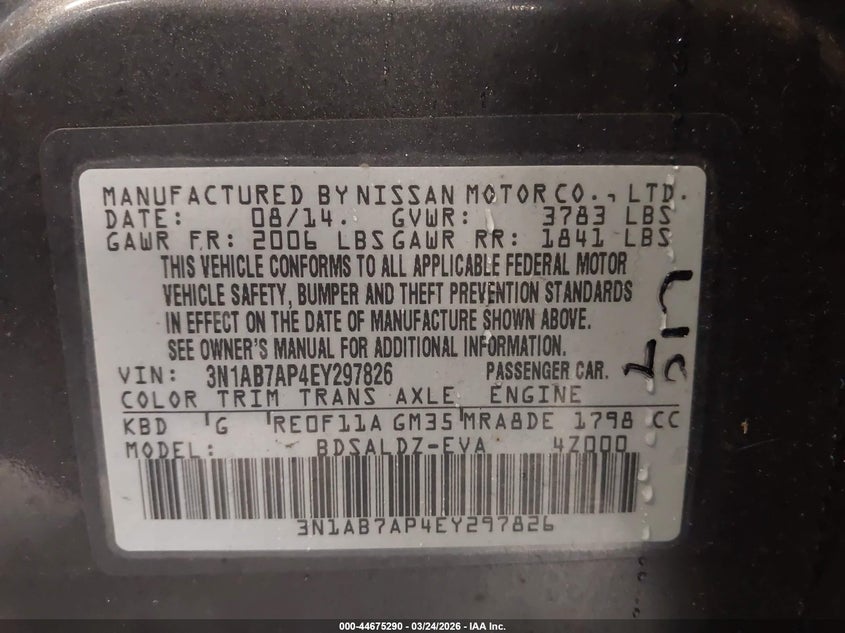 MANUFACTURED BY NISSAN MOTOR CO., LTD.
DATE: 08/14. GVWR: 3783 LBS
GAWR FR: 2006 LBS GAWR RR: 1841 LBS
THIS VEHICLE CONFORMS TO ALL APPLICABLE FEDERAL MOTOR
VEHICLE SAFETY, BUMPER AND THEFT PREVENTION STANDARDS
IN EFFECT ON THE DATE OF MANUFACTURE SHOWN ABOVE.
SEE OWNER'S MANUAL FOR ADDITIONAL INFORMATION.
VIN: 3N1AB7AP4EY297826 PASSENGER CAR.
COLOR TRIM TRANS AXLE ENGINE
KBD G RE0F11A GM35 MRA8DE 1798 CC
MODEL: BDSALDZ-EVA 4Z000
3N1AB7AP4EY297826
000-44675290 - 03/24/2026 - IAA Inc.